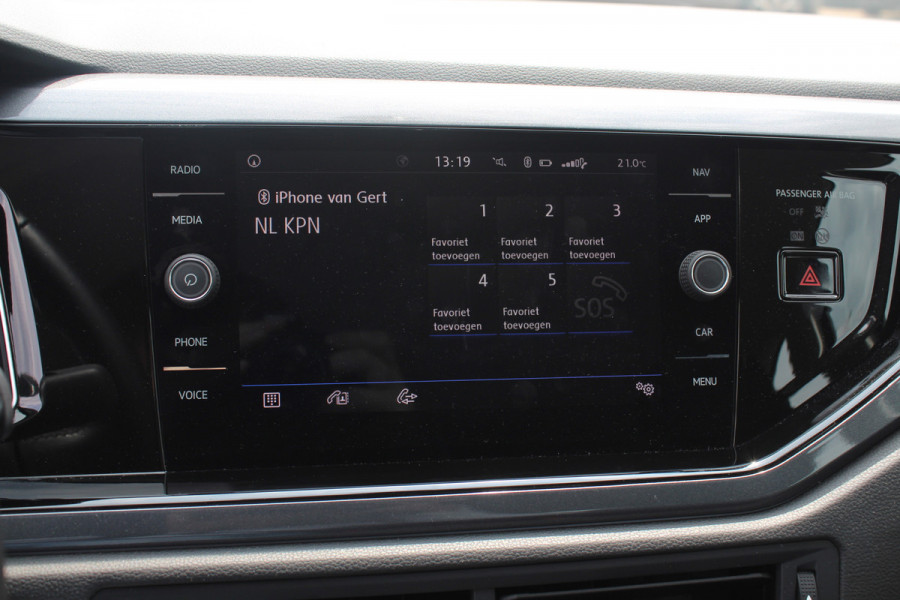 RADIO
MEDIA
PHONE
VOICE
13:19
21.0°C
iPhone van Gert
NL KPN
1
2
3
Favoriet
toevoegen
Favoriet
toevoegen
Favoriet
toevoegen
4
5
Favoriet
toevoegen
Favoriet
toevoegen
SOS
NAV
APP
CAR
MENU
PASSENGER AIR BAG
OFF
ON